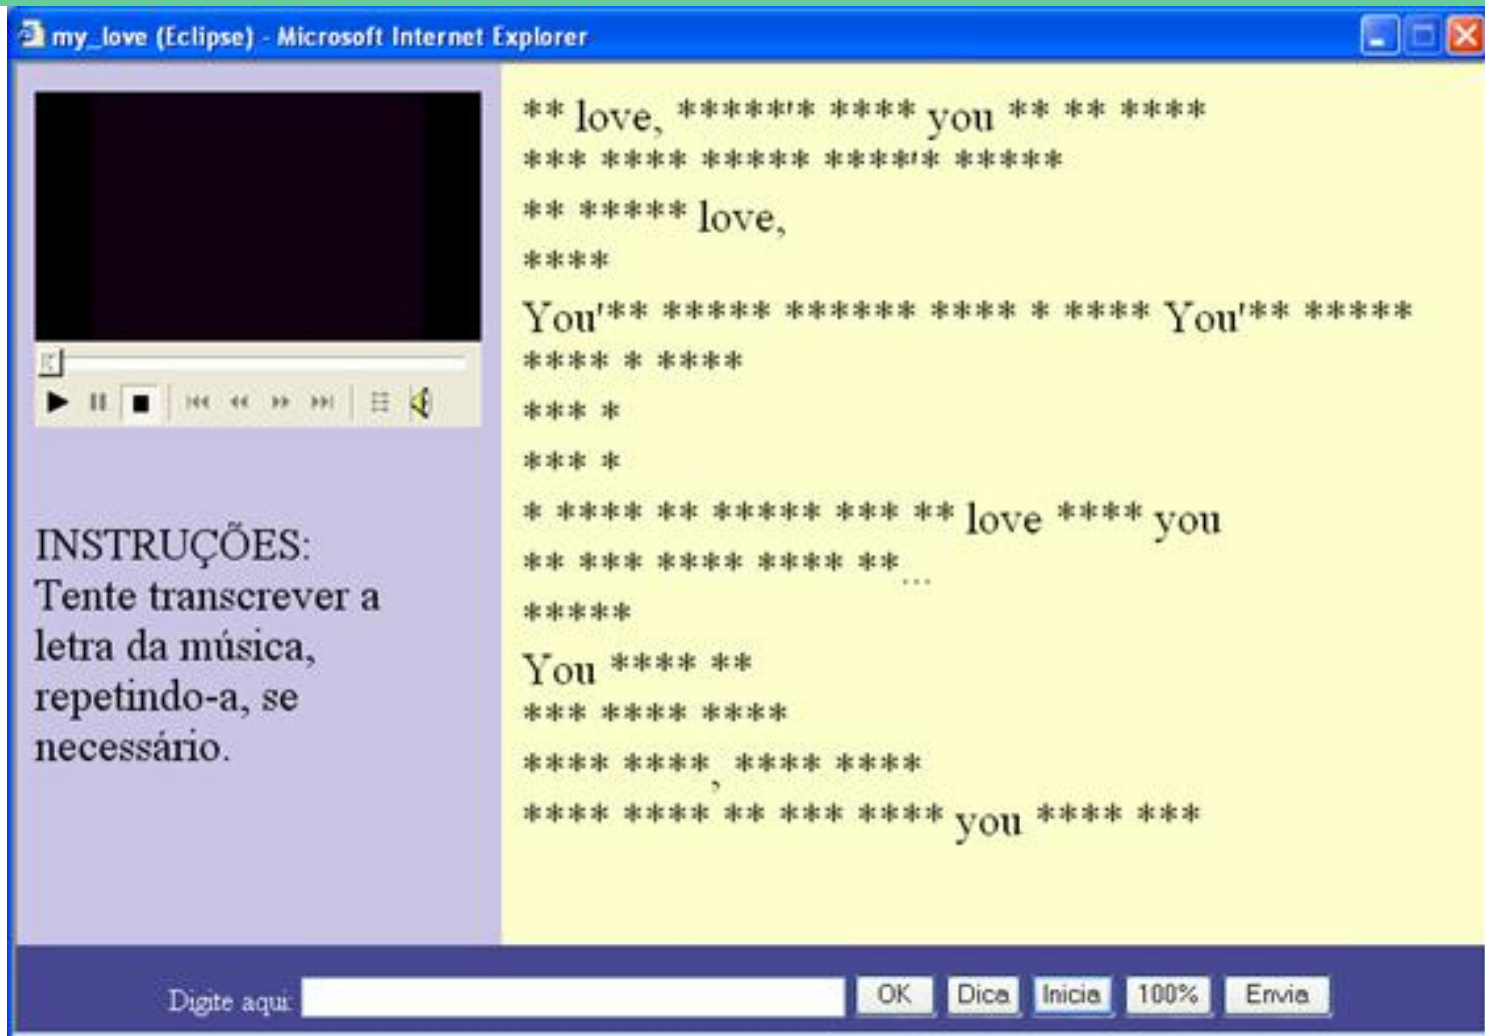 my_love (Eclipse) - Microsoft Internet Explorer
** love, *****'* **** you ** ** ****
*** **** ***** ****'* *****
** ***** love,
****
You'** ***** ****** **** * **** You'** *****
**** * ****
*** *
*** *
* **** ** ***** *** ** love **** you
** *** **** **** **...
*****
You **** **
*** **** ****
**** ****, **** ****
**** **** ** *** **** you **** ***
INSTRUÇÕES:
Tente transcrever a
letra da música,
repetindo-a, se
necessário.
Digite aqui: OK Dica Inicia 100% Envia